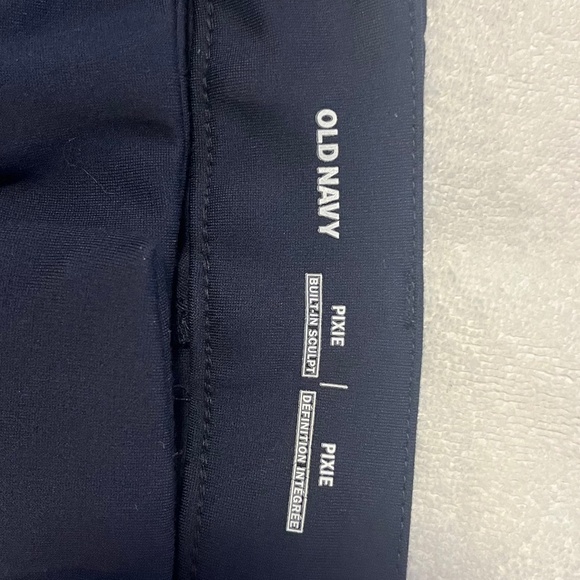 OLD NAVY
PIXIE
BUILT-IN SCULPT
/
PIXIE
DÉFINITION INTÉGRÉE